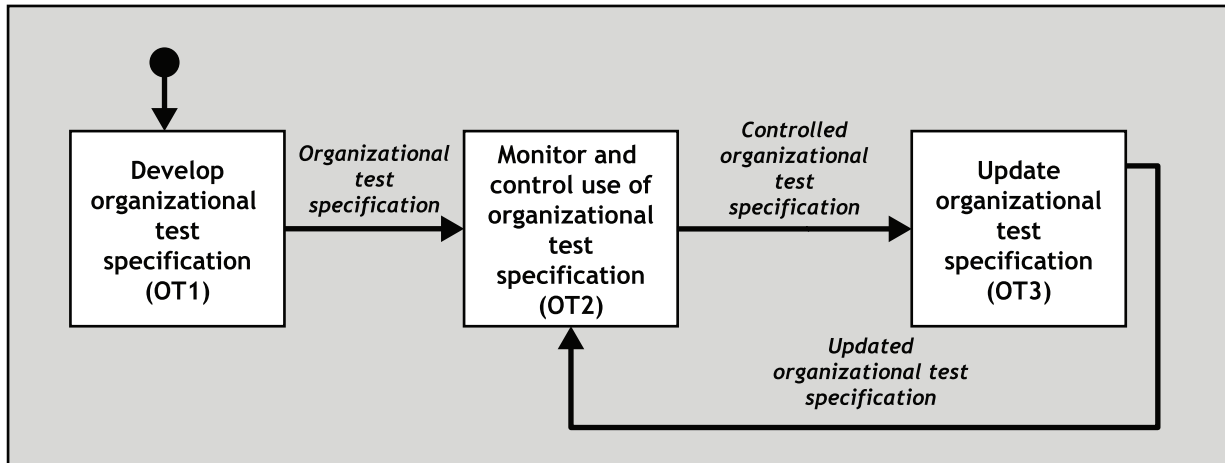 Develop
organizational
test
specification
(OT1)
Organizational
test
specification
Monitor and
control use of
organizational
test
specification
(OT2)
Controlled
organizational
test
specification
Update
organizational
test
specification
(OT3)
Updated
organizational test
specification